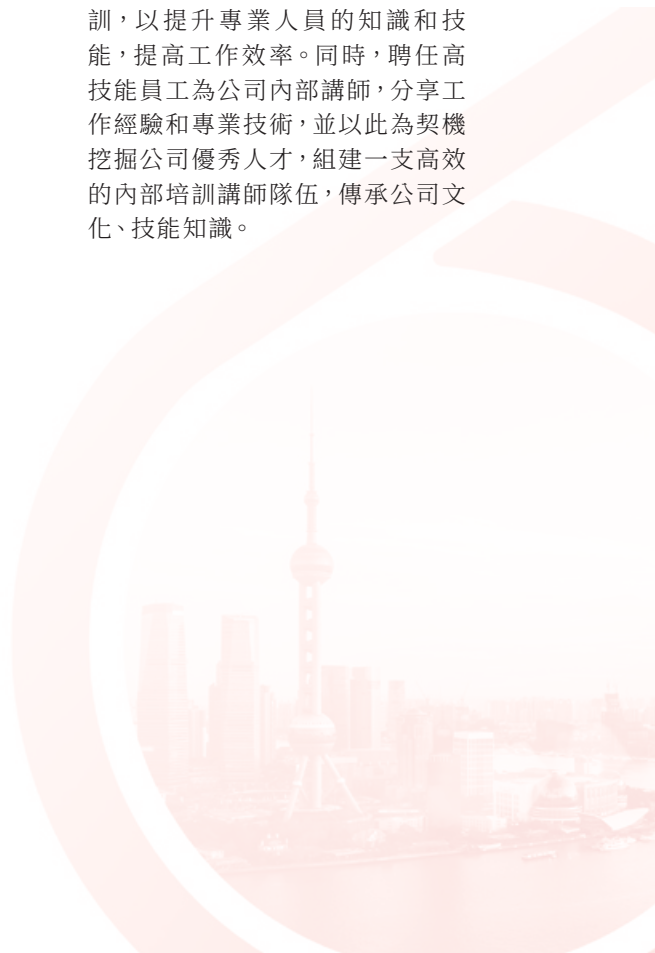 訓，以提升專業人員的知識和技
能，提高工作效率。同時，聘任高
技能員工為公司內部講師，分享工
作經驗和專業技術，並以此為契機
挖掘公司優秀人才，組建一支高效
的內部培訓講師隊伍，傳承公司文
化、技能知識。